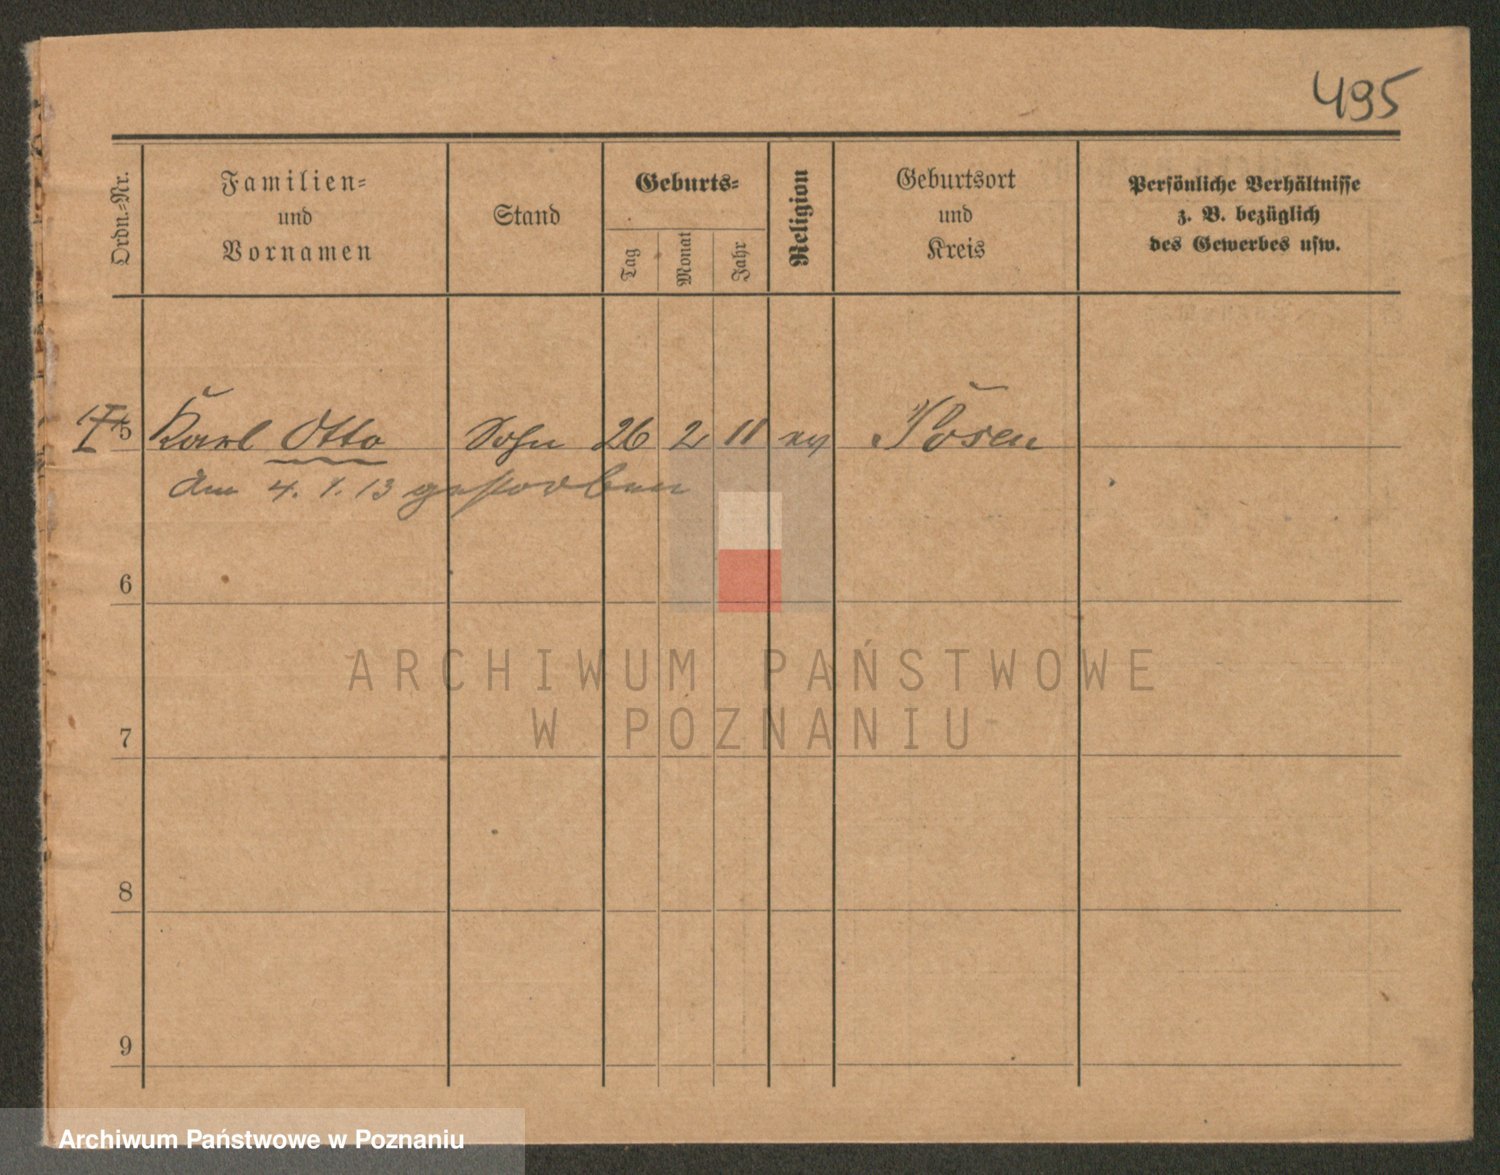 495
Ordn.-Nr.
Familien-
und
Vornamen
Stand
Geburts-
Tag
Monat
Jahr
Religion
Geburtsort
und
Kreis
Persönliche Verhältnisse
z. B. bezüglich
des Gewerbes usw.
5 Karl Otto Sohn 26 2 11 ev Posen
am 4. 1. 13 gestorben
6
7
8
9
ARCHIWUM PAŃSTWOWE
W POZNANIU
Archiwum Państwowe w Poznaniu